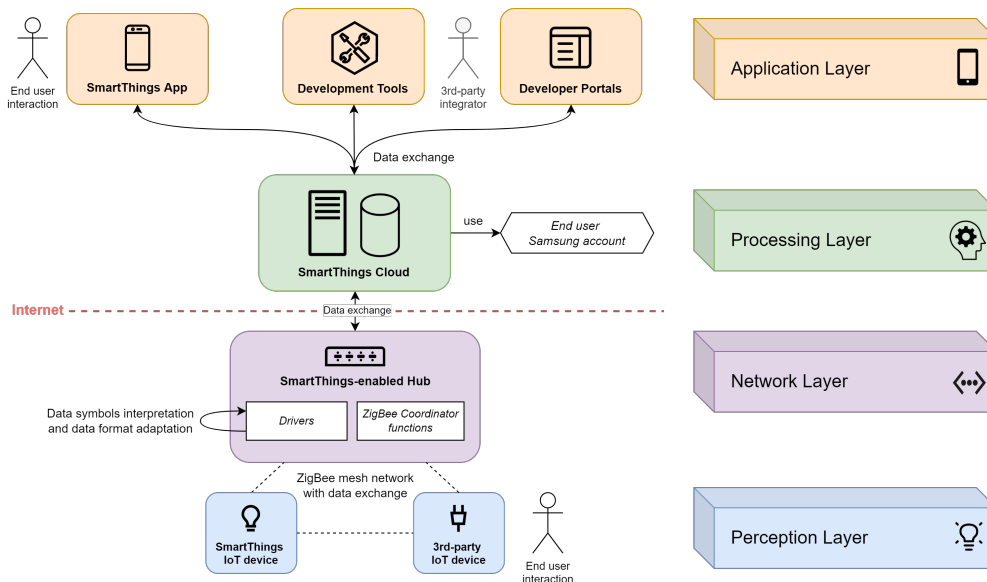 End user
interaction
SmartThings App
Development Tools
3rd-party
integrator
Developer Portals
Application Layer
Data exchange
SmartThings Cloud
use
End user
Samsung account
Processing Layer
Internet
Data exchange
SmartThings-enabled Hub
Data symbols interpretation
and data format adaptation
Drivers
ZigBee Coordinator
functions
Network Layer
ZigBee mesh network
with data exchange
SmartThings
IoT device
3rd-party
IoT device
End user
interaction
Perception Layer